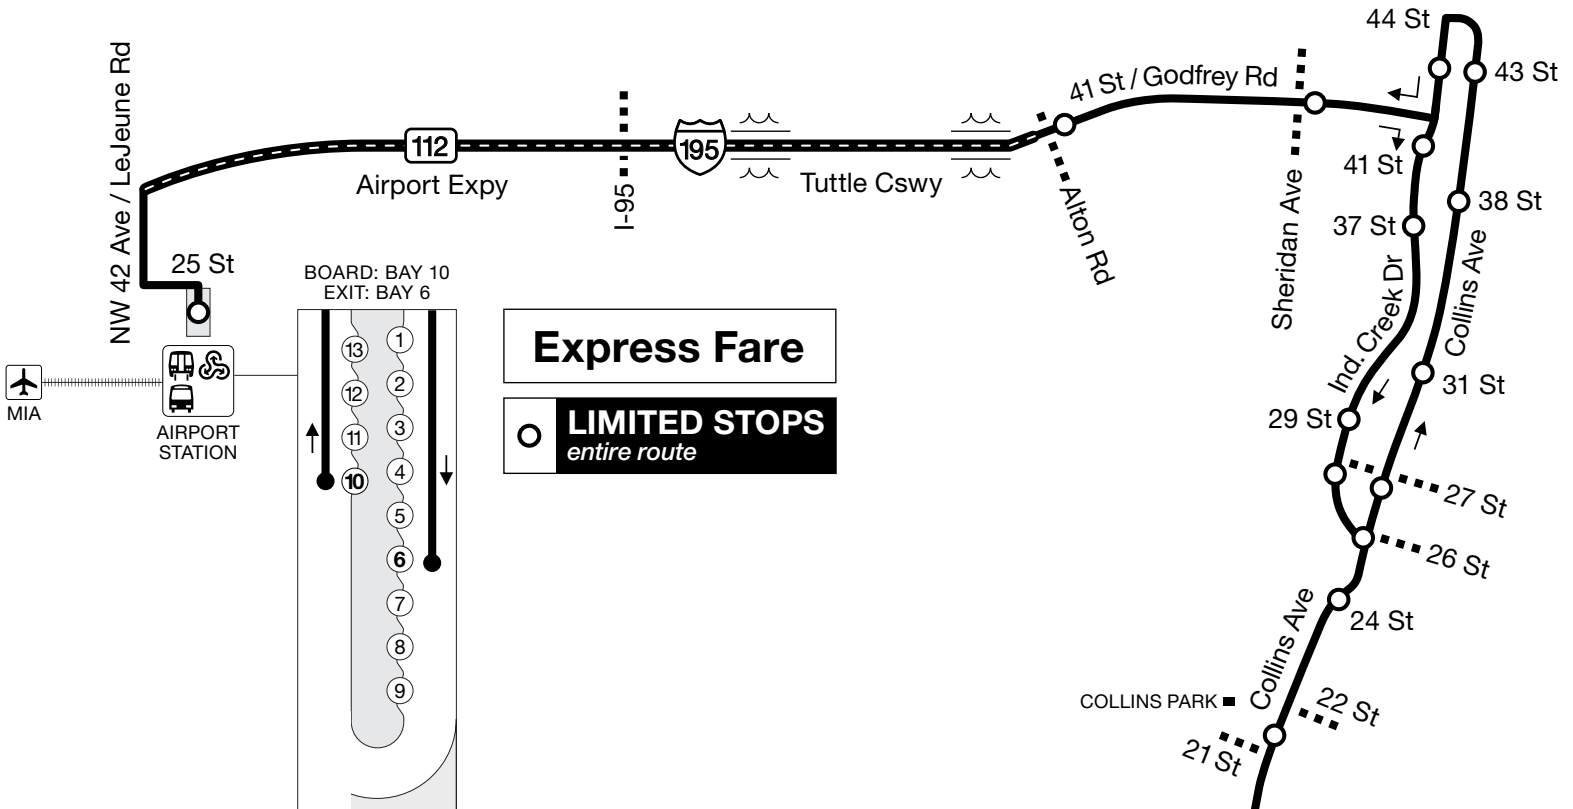 44 St
43 St
41 St / Godfrey Rd
NW 42 Ave / LeJeune Rd
112
195
41 St
Airport Expy
Tuttle Cswy
I-95
Alton Rd
Sheridan Ave
38 St
37 St
25 St
BOARD: BAY 10
EXIT: BAY 6
Ind. Creek Dr
Collins Ave
Express Fare
1
13
2
12
MIA
31 St
LIMITED STOPS
entire route
29 St
3
11
AIRPORT
STATION
4
10
27 St
5
6
26 St
7
24 St
8
Collins Ave
9
COLLINS PARK
22 St
21 St